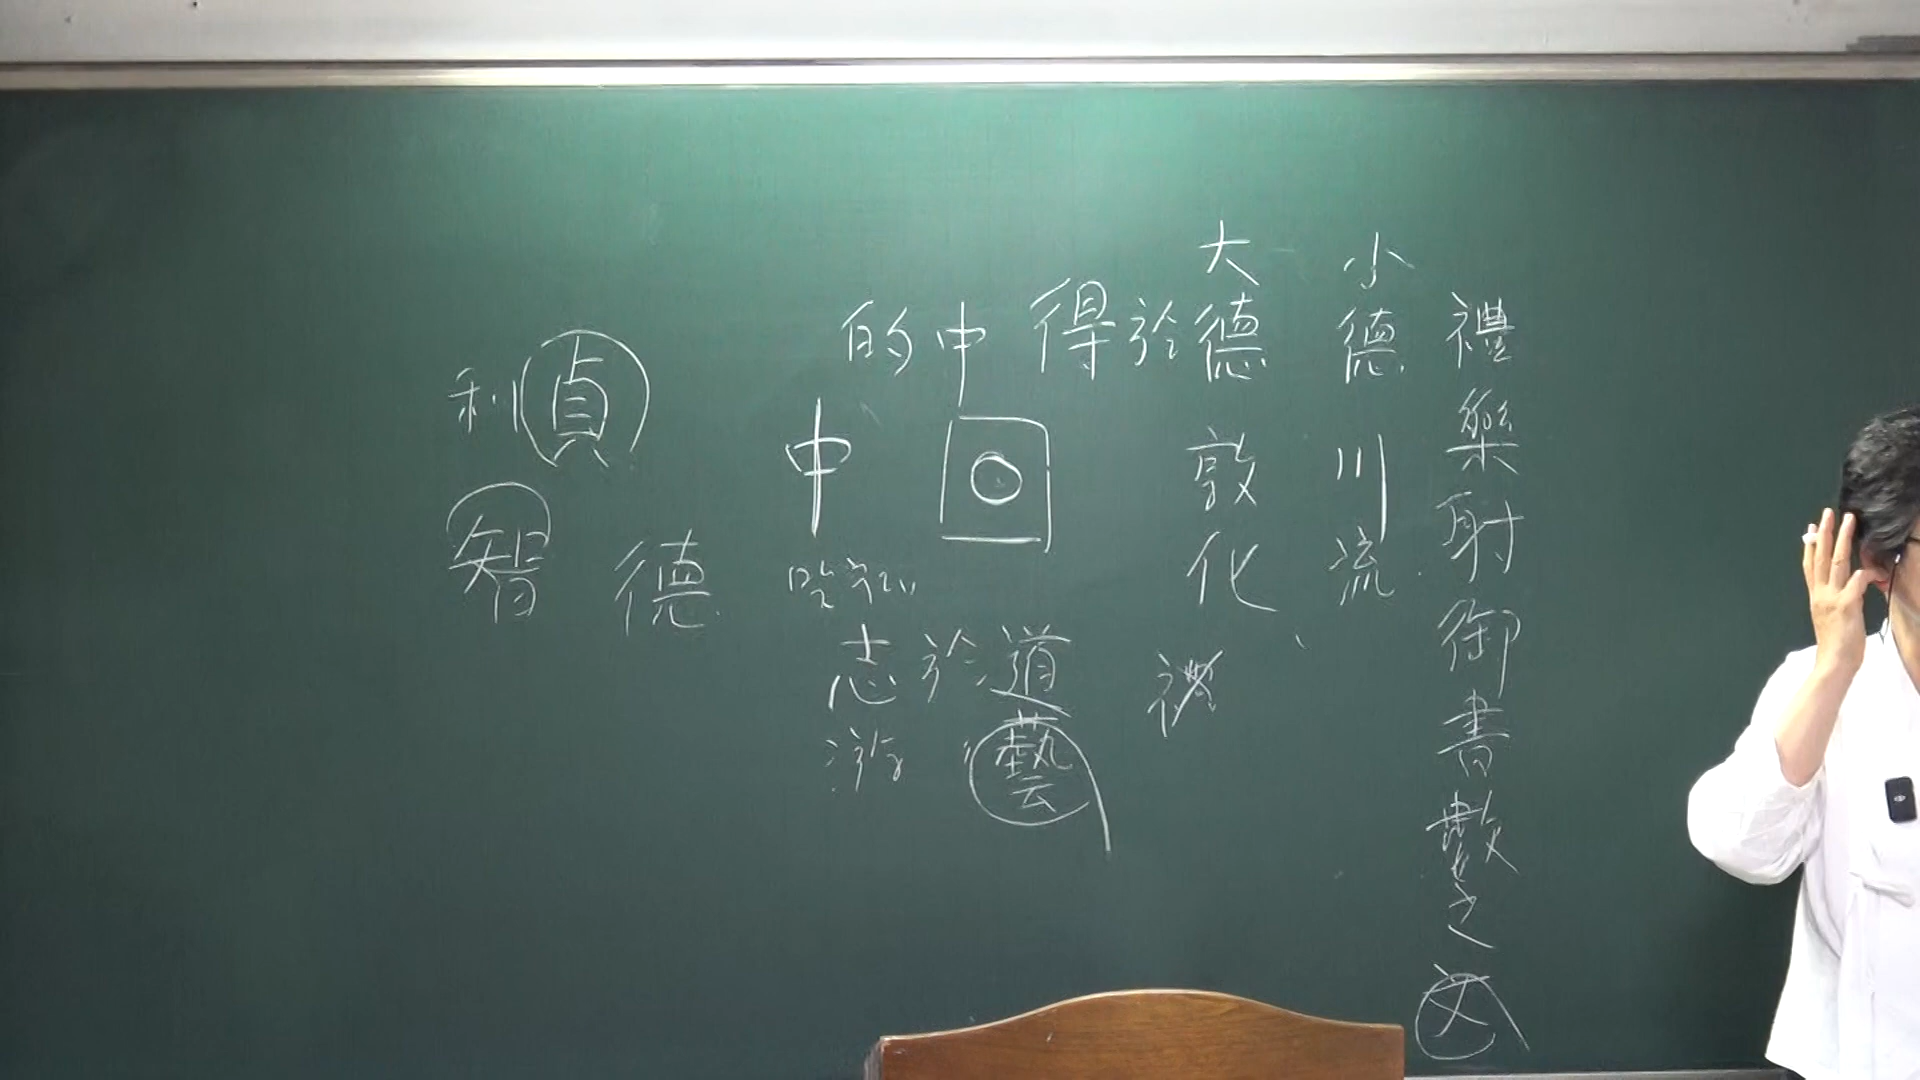 禮樂射御書數之文
小德川流
大德敦化
得於
的中
中
志於道
游 藝
德
利貞
智